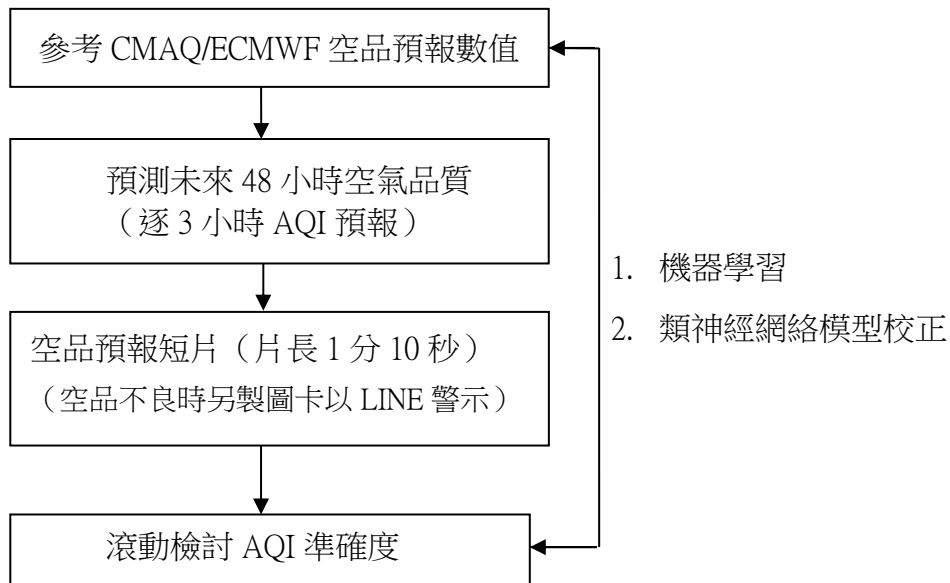 參考 CMAQ/ECMWF 空品預報數值
預測未來 48 小時空氣品質
（逐 3 小時 AQI 預報）
空品預報短片（片長 1 分 10 秒）
（空品不良時另製圖卡以 LINE 警示）
滾動檢討 AQI 準確度
1. 機器學習
2. 類神經網絡模型校正